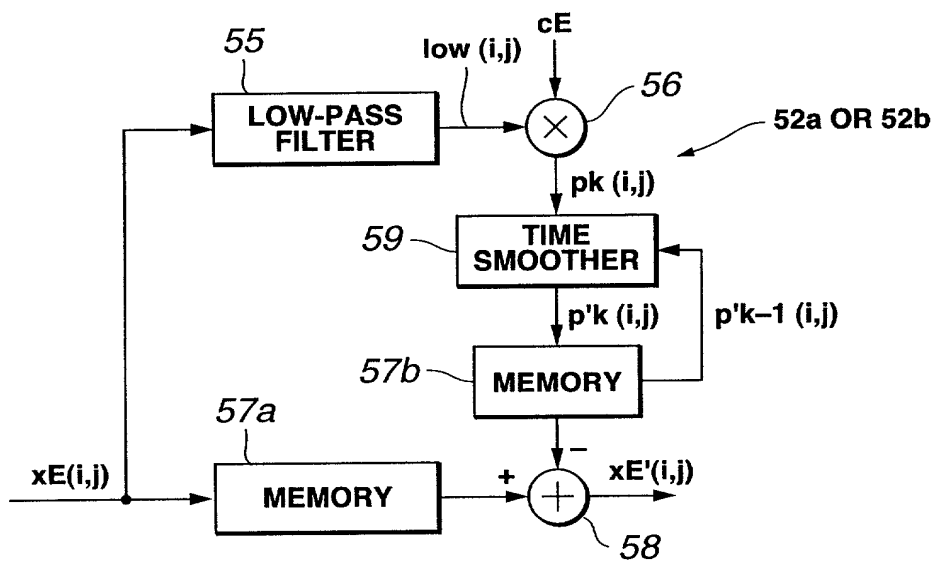 55
low (i,j)
cE
56
LOW-PASS
FILTER
×
52a OR 52b
pk (i,j)
59
TIME
SMOOTHER
p'k (i,j)
p'k–1 (i,j)
57b
MEMORY
57a
xE(i,j)
MEMORY
+
–
+
xE'(i,j)
58